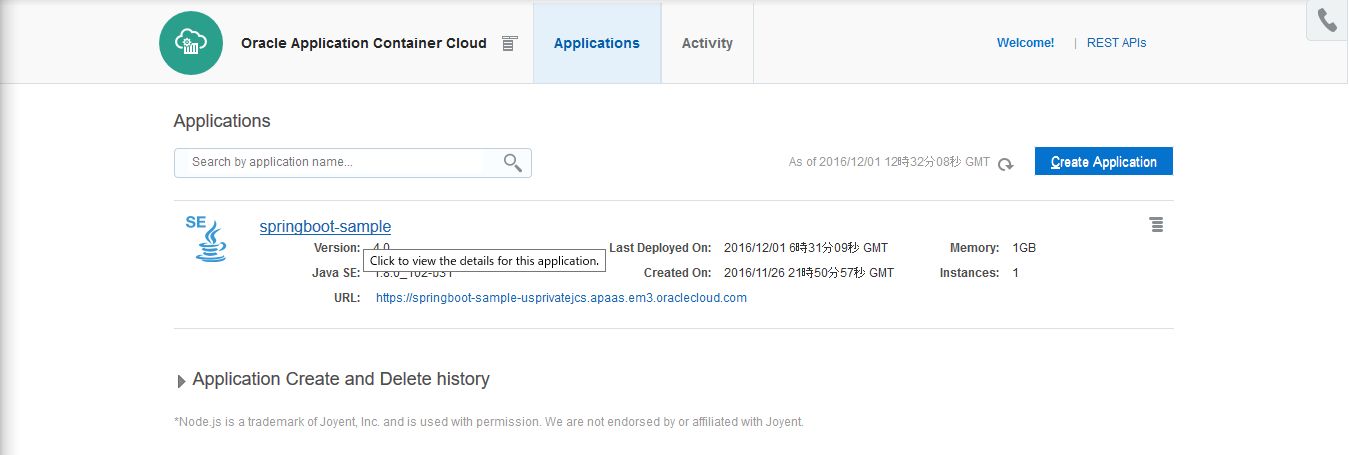 Oracle Application Container Cloud Applications Activity Welcome! | REST APIs
Applications
Search by application name... As of 2016/12/01 12時32分08秒 GMT Create Application
SE springboot-sample
Version: 4.0 Last Deployed On: 2016/12/01 6時31分09秒 GMT Memory: 1GB
Click to view the details for this application.
Java SE: 1.8.0_102-b31 Created On: 2016/11/26 21時50分57秒 GMT Instances: 1
URL: https://springboot-sample-usprivatejcs.apaas.em3.oraclecloud.com
Application Create and Delete history
*Node.js is a trademark of Joyent, Inc. and is used with permission. We are not endorsed by or affiliated with Joyent.